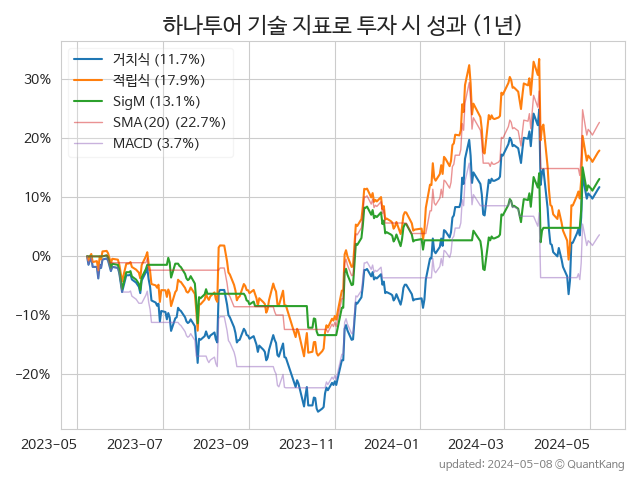 하나투어 기술 지표로 투자 시 성과 (1년)
거치식 (11.7%)
적립식 (17.9%)
SigM (13.1%)
SMA(20) (22.7%)
MACD (3.7%)
30%
20%
10%
0%
−10%
−20%
2023-05
2023-07
2023-09
2023-11
2024-01
2024-03
2024-05
updated: 2024-05-08 © QuantKang